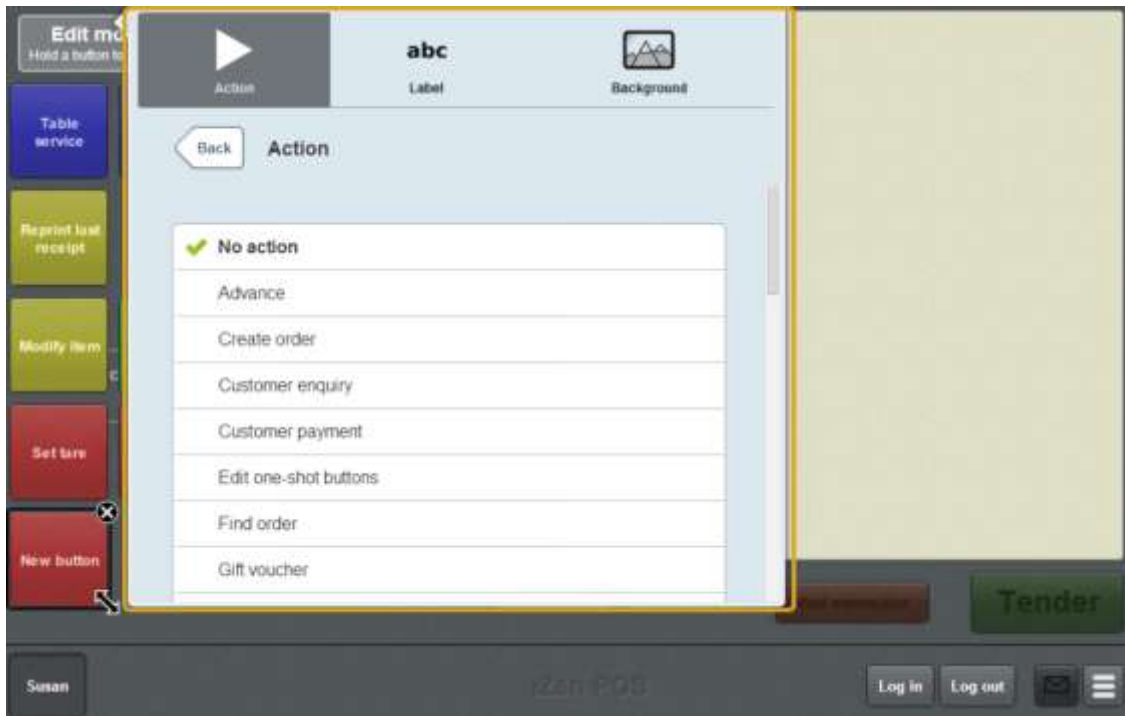 Edit mo
Hold a button to
Action
abc
Label
Background
Back
Action
Table
service
Reprint last
receipt
Modify item
Set tare
New button
No action
Advance
Create order
Customer enquiry
Customer payment
Edit one-shot buttons
Find order
Gift voucher
Tender
Susan
Log in
Log out